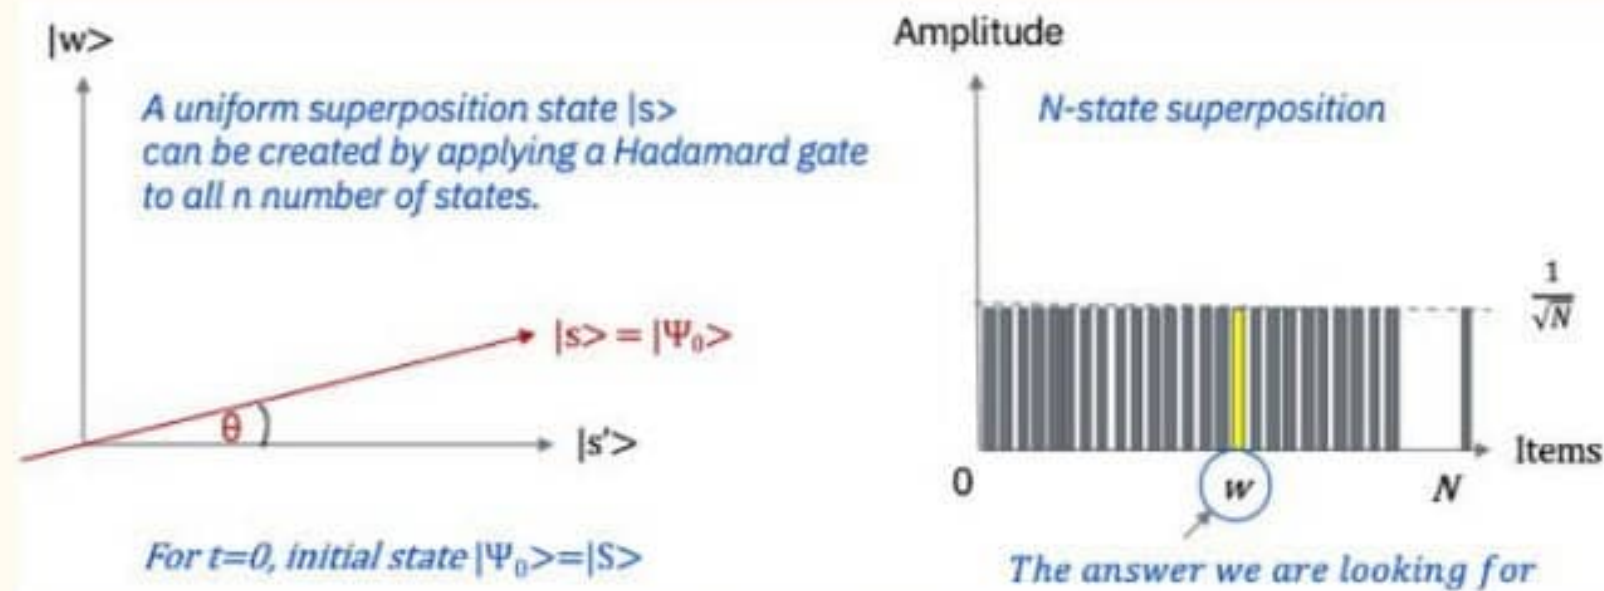 |w>
A uniform superposition state |s>
can be created by applying a Hadamard gate
to all n number of states.
|s> = |Ψ₀>
θ
|s'>
For t=0, initial state |Ψ₀>=|S>
Amplitude
N-state superposition
1
√N
Items
0
w
N
The answer we are looking for